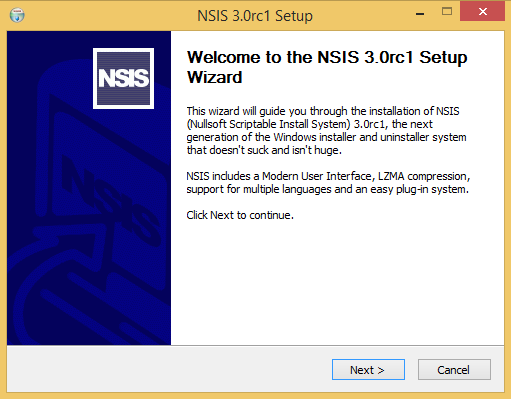 NSIS 3.0rc1 Setup
NSIS
Welcome to the NSIS 3.0rc1 Setup
Wizard
This wizard will guide you through the installation of NSIS
(Nullsoft Scriptable Install System) 3.0rc1, the next
generation of the Windows installer and uninstaller system
that doesn't suck and isn't huge.
NSIS includes a Modern User Interface, LZMA compression,
support for multiple languages and an easy plug-in system.
Click Next to continue.
NSIS
Next >
Cancel